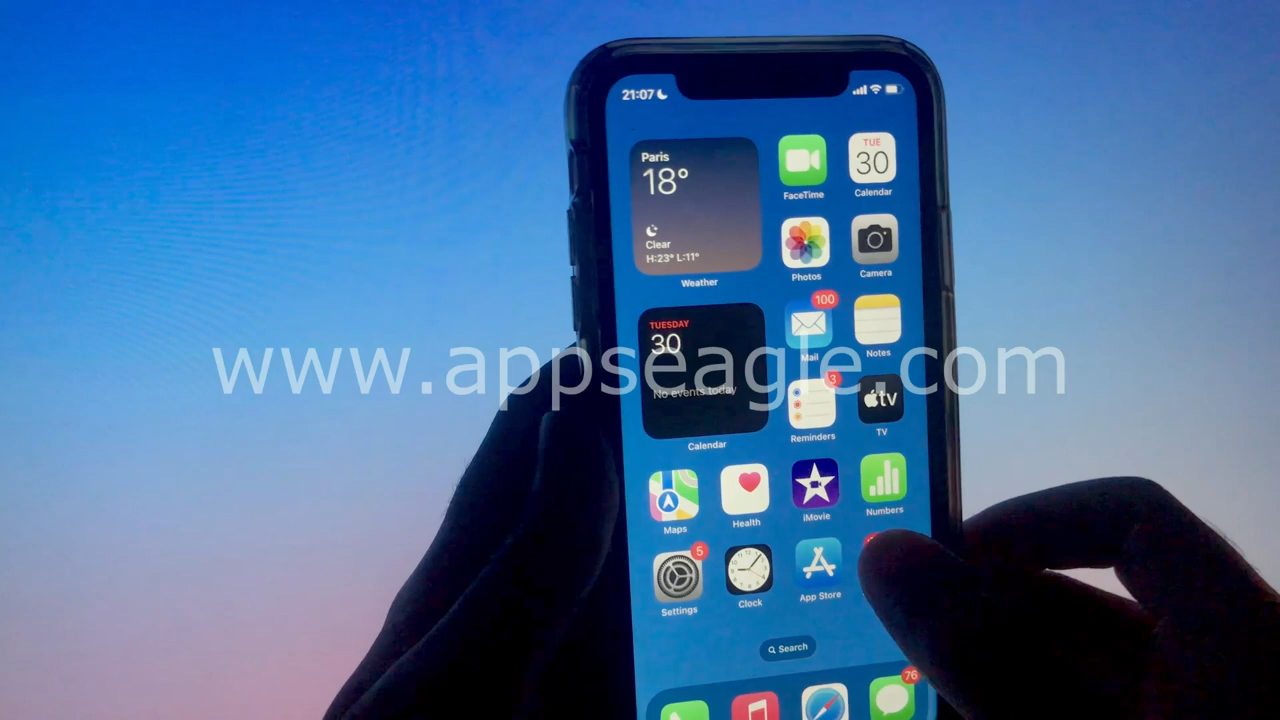 21:07
Paris
18°
Clear
H:23° L:11°
Weather
FaceTime
TUE
30
Calendar
Photos
Camera
100
Mail
Notes
TUESDAY
30
No events today
Calendar
3
Reminders
tv
TV
www.appseagle.com
Maps
Health
iMovie
Numbers
5
Settings
Clock
App Store
Search
76